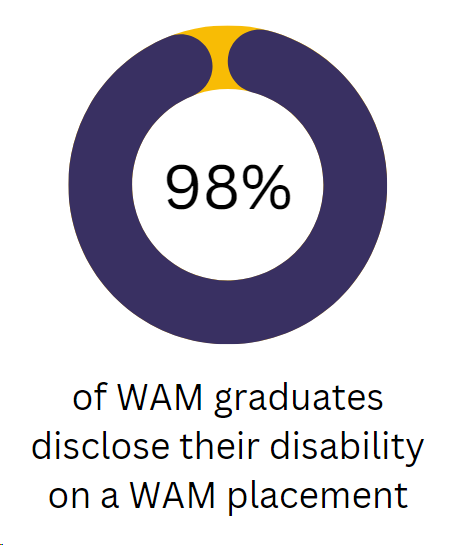 98%
of WAM graduates
disclose their disability
on a WAM placement